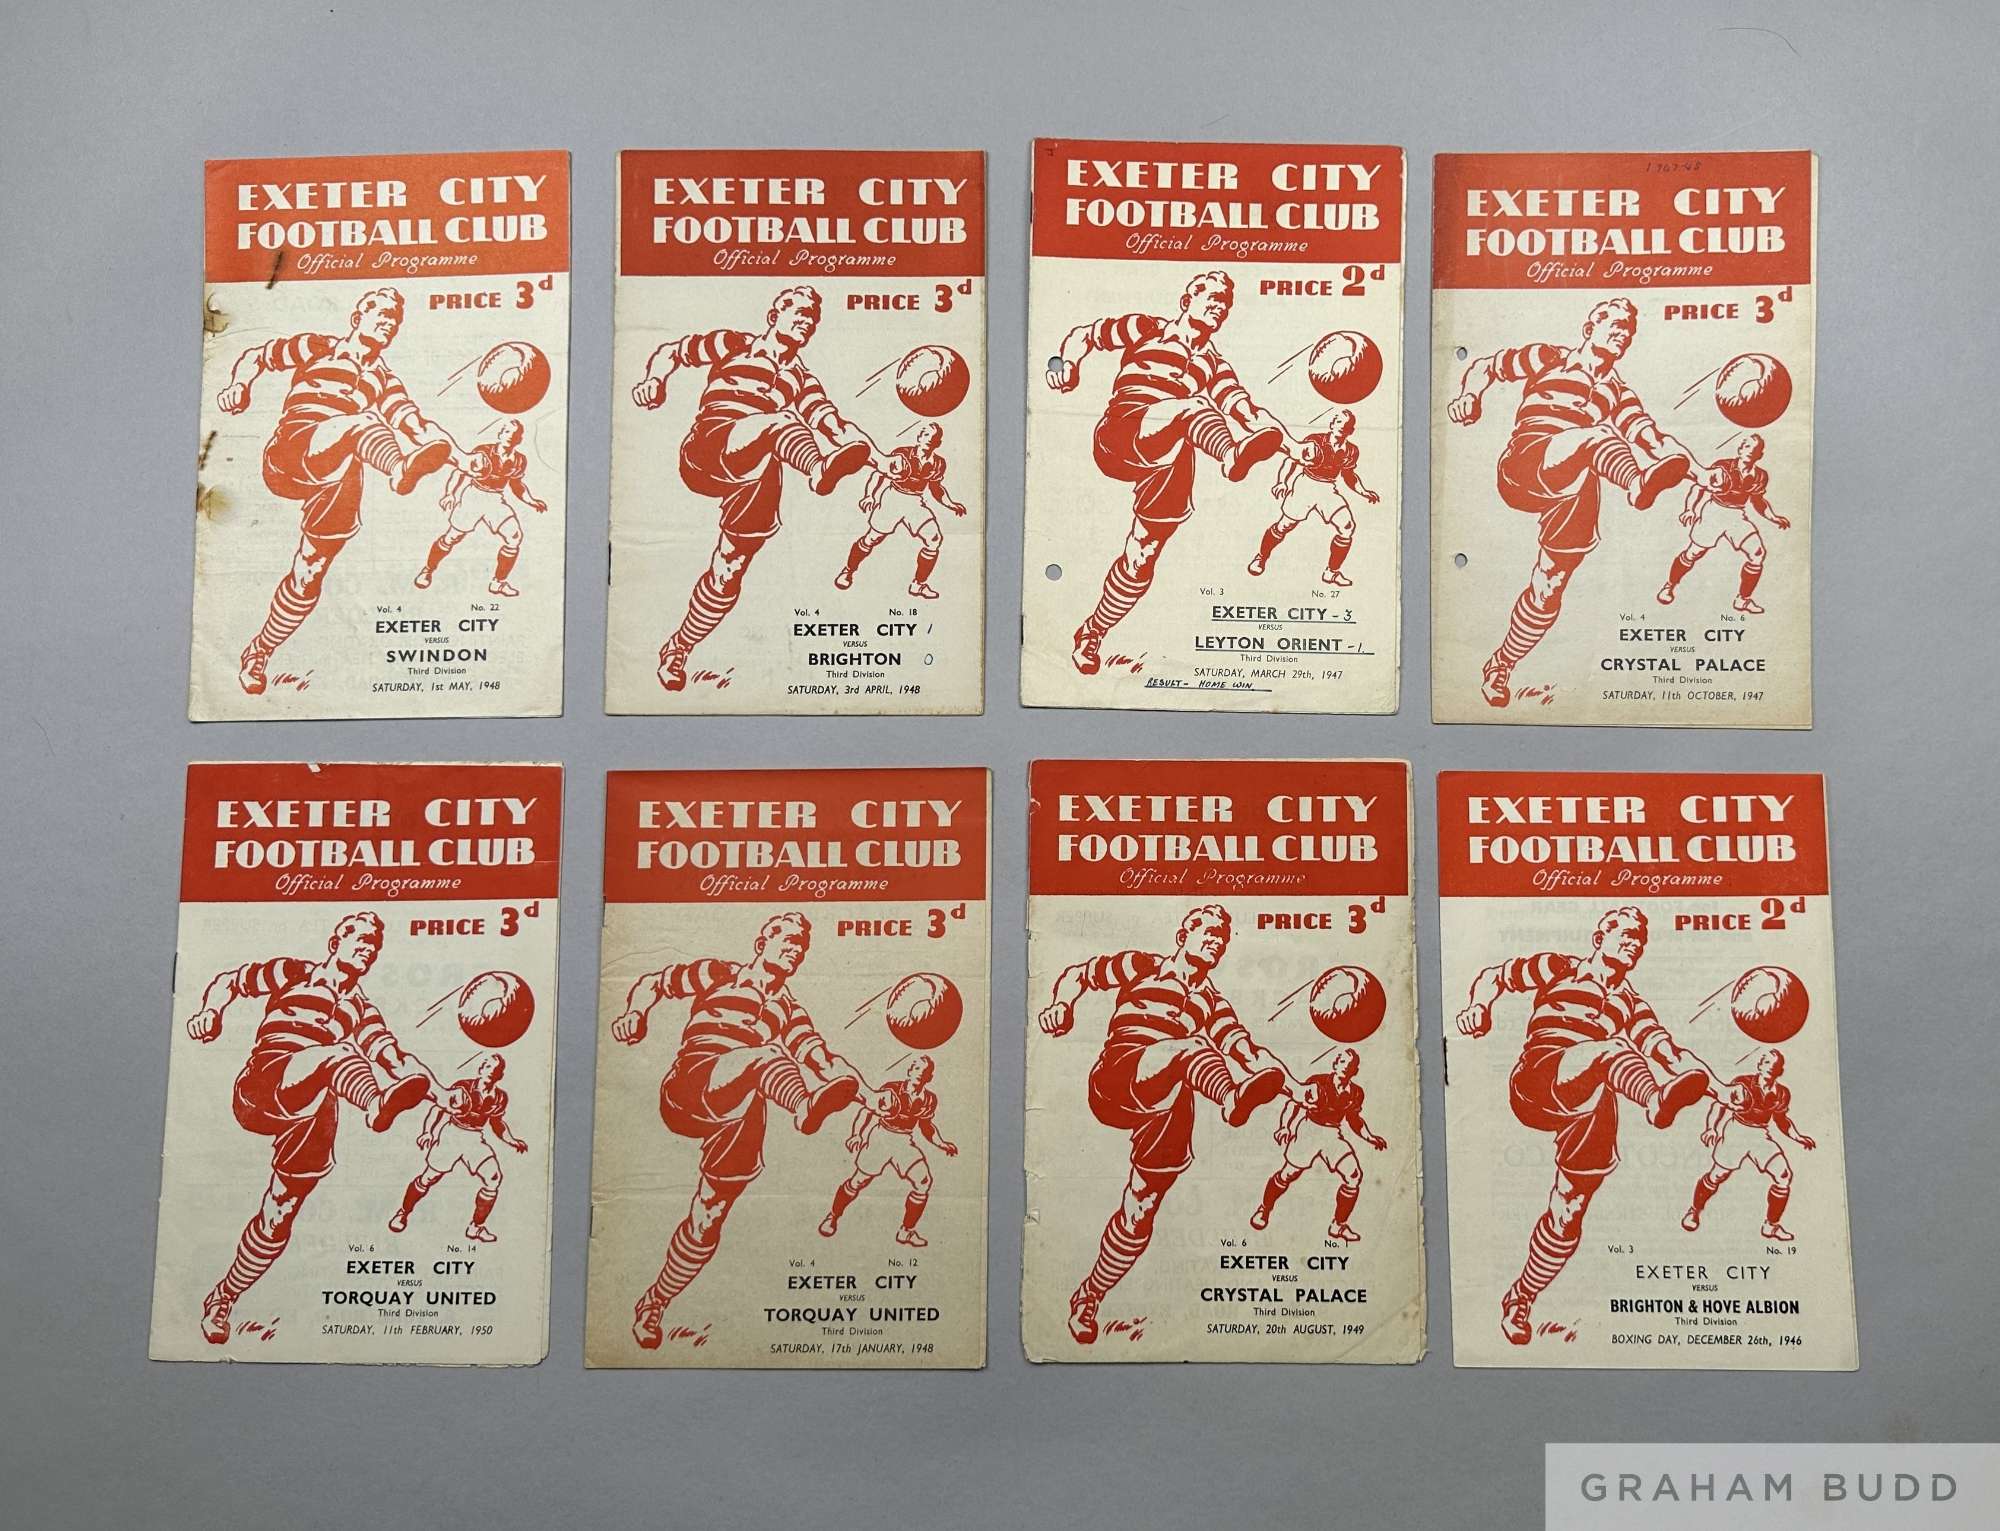 EXETER CITY
FOOTBALL CLUB
Official Programme
PRICE 3d
Vol. 4 No. 22
EXETER CITY
VERSUS
SWINDON
Third Division
SATURDAY, 1st MAY, 1948
EXETER CITY
FOOTBALL CLUB
Official Programme
PRICE 3d
Vol. 4 No. 18
EXETER CITY 1
VERSUS
BRIGHTON 0
Third Division
SATURDAY, 3rd APRIL, 1948
EXETER CITY
FOOTBALL CLUB
Official Programme
PRICE 2d
Vol. 3 No. 27
EXETER CITY - 3
VERSUS
LEYTON ORIENT - 1.
Third Division
SATURDAY, MARCH 29th, 1947
RESULT - HOME WIN
EXETER CITY
FOOTBALL CLUB
Official Programme
PRICE 3d
Vol. 4 No. 6
EXETER CITY
VERSUS
CRYSTAL PALACE
Third Division
SATURDAY, 11th OCTOBER, 1947
EXETER CITY
FOOTBALL CLUB
Official Programme
PRICE 3d
Vol. 6 No. 14
EXETER CITY
VERSUS
TORQUAY UNITED
Third Division
SATURDAY, 11th FEBRUARY, 1950
EXETER CITY
FOOTBALL CLUB
Official Programme
PRICE 3d
Vol. 4 No. 12
EXETER CITY
VERSUS
TORQUAY UNITED
Third Division
SATURDAY, 17th JANUARY, 1948
EXETER CITY
FOOTBALL CLUB
Official Programme
PRICE 3d
Vol. 6 No. 1
EXETER CITY
VERSUS
CRYSTAL PALACE
Third Division
SATURDAY, 20th AUGUST, 1949
EXETER CITY
FOOTBALL CLUB
Official Programme
PRICE 2d
Vol. 3 No. 19
EXETER CITY
VERSUS
BRIGHTON & HOVE ALBION
Third Division
BOXING DAY, DECEMBER 26th, 1946
GRAHAM BUDD